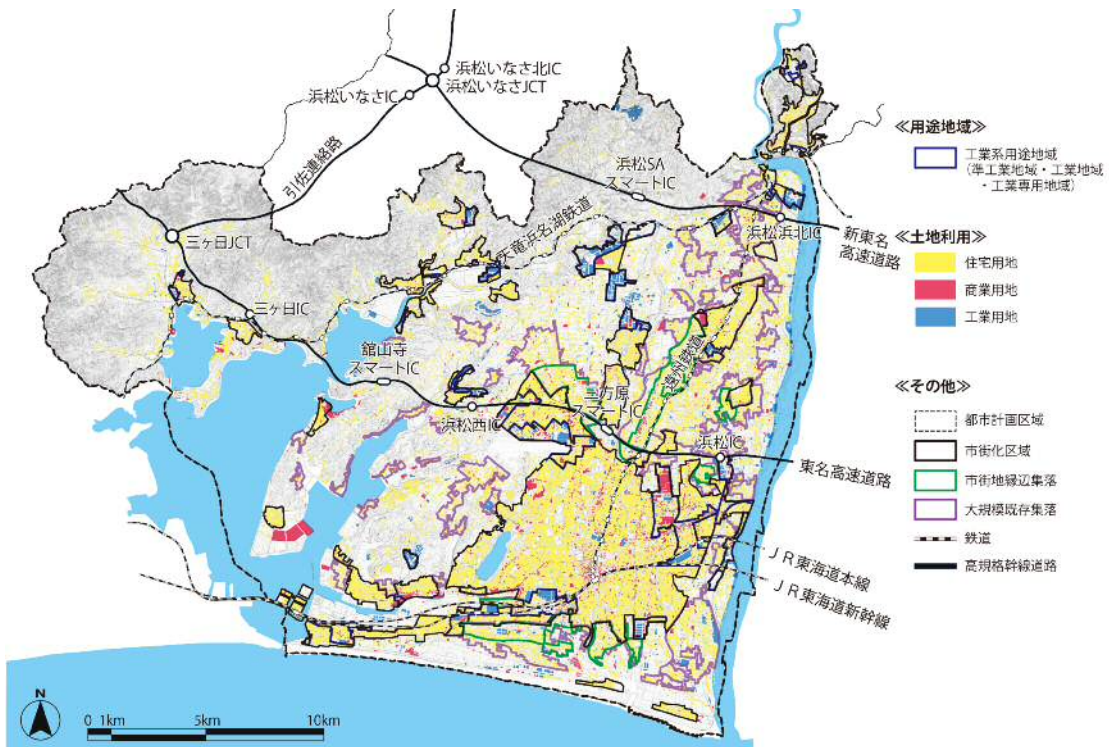 浜松いなさ北IC
浜松いなさJCT
浜松いなさIC
引佐連絡路
浜松SA
スマートIC
三ヶ日JCT
天竜浜名湖鉄道
浜松浜北IC
新東名
高速道路
三ヶ日IC
舘山寺
スマートIC
遠州鉄道
三方原
スマートIC
浜松西IC
浜松IC
東名高速道路
JR東海道本線
JR東海道新幹線
N
0 1km 5km 10km
≪用途地域≫
工業系用途地域
(準工業地域・工業地域
・工業専用地域)
≪土地利用≫
住宅用地
商業用地
工業用地
≪その他≫
都市計画区域
市街化区域
市街地縁辺集落
大規模既存集落
鉄道
高規格幹線道路